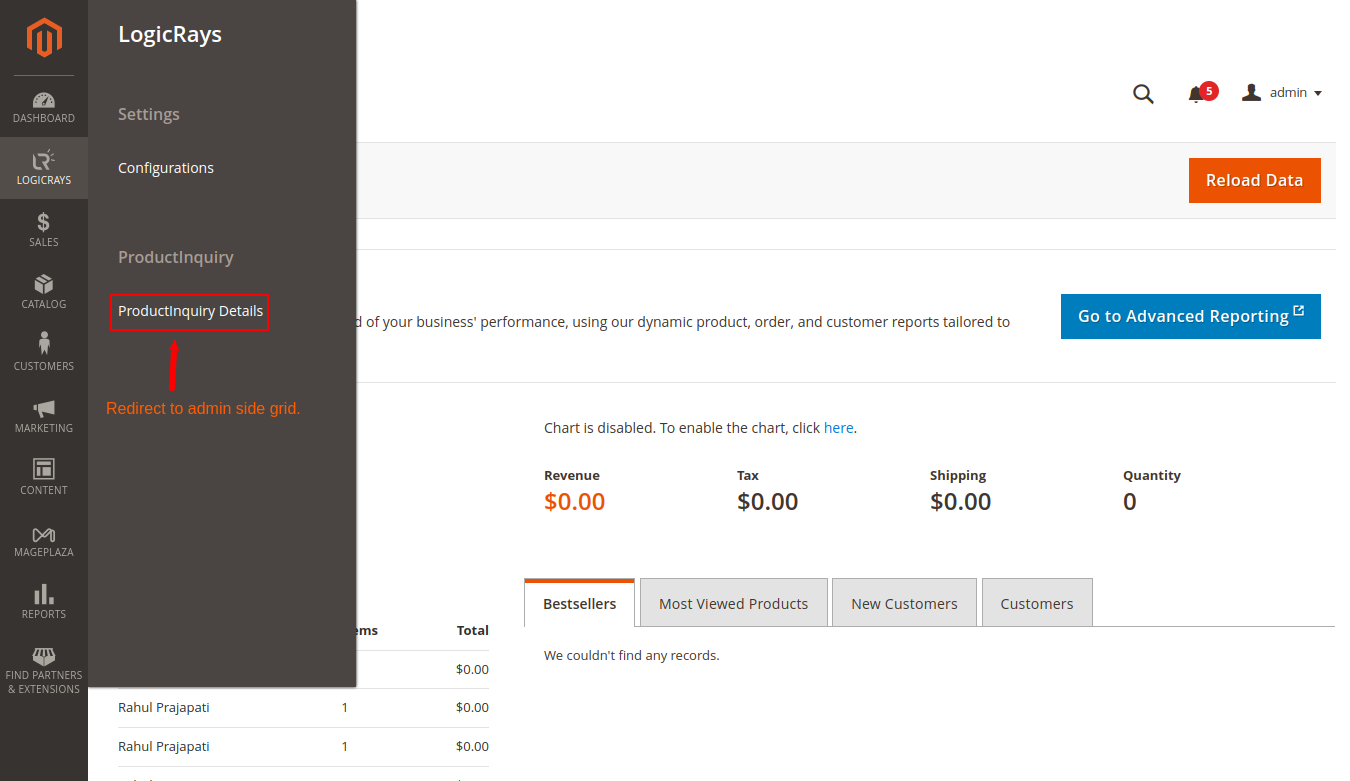 LogicRays
Settings
Configurations
ProductInquiry
ProductInquiry Details
Redirect to admin side grid.
DASHBOARD
LOGICRAYS
SALES
CATALOG
CUSTOMERS
MARKETING
CONTENT
MAGEPLAZA
REPORTS
FIND PARTNERS
& EXTENSIONS
5
admin
Reload Data
d of your business' performance, using our dynamic product, order, and customer reports tailored to
Go to Advanced Reporting
Chart is disabled. To enable the chart, click here.
Revenue Tax Shipping Quantity
$0.00 $0.00 $0.00 0
Bestsellers Most Viewed Products New Customers Customers
We couldn't find any records.
ems Total
$0.00
Rahul Prajapati 1 $0.00
Rahul Prajapati 1 $0.00